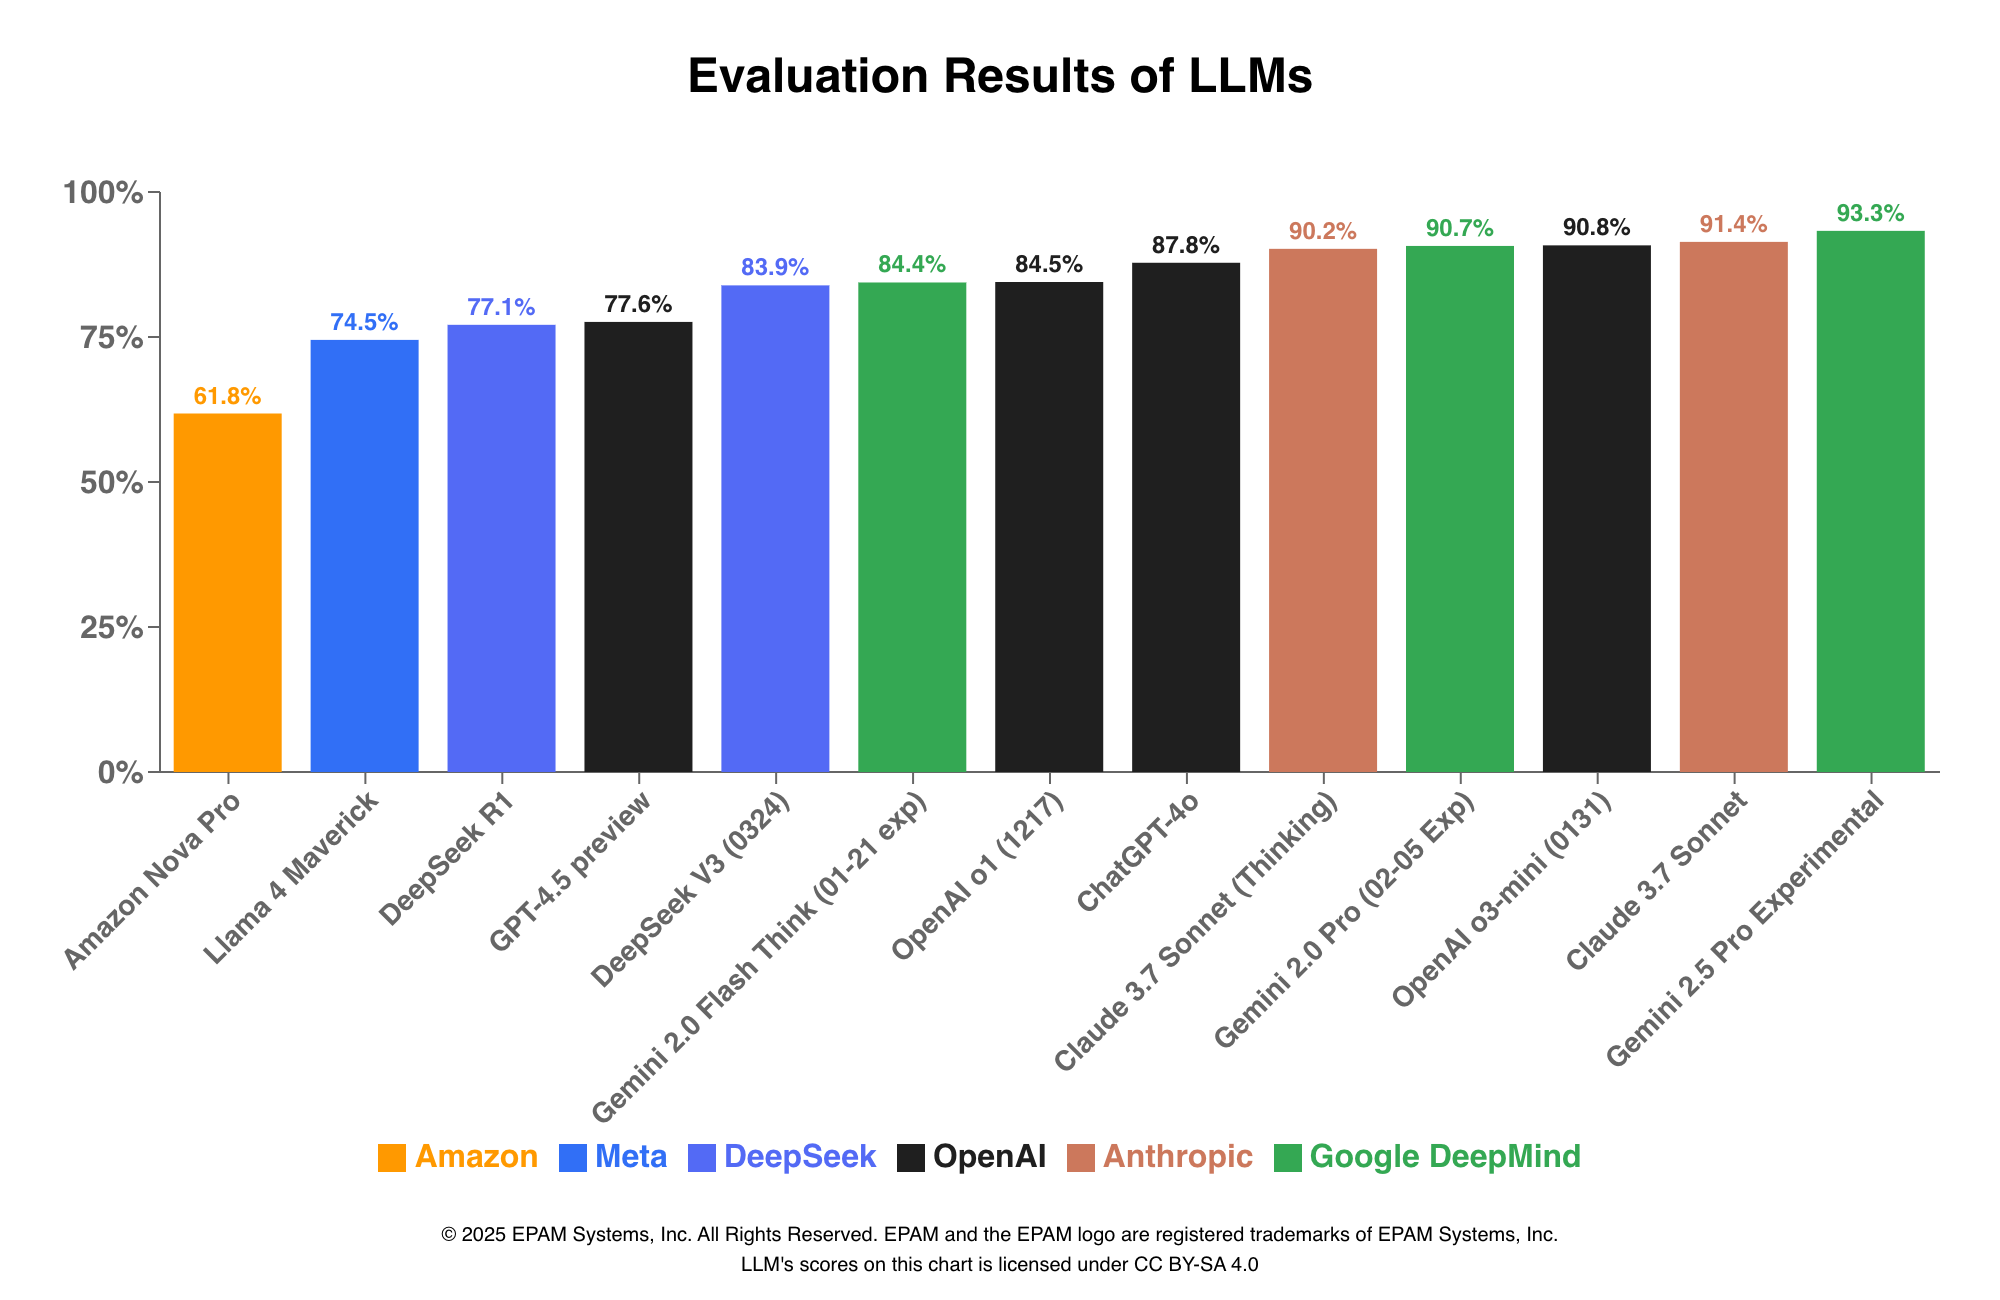 Evaluation Results of LLMs
100%
75%
50%
25%
0%
61.8%
74.5%
77.1%
77.6%
83.9%
84.4%
84.5%
87.8%
90.2%
90.7%
90.8%
91.4%
93.3%
Amazon Nova Pro
Llama 4 Maverick
DeepSeek R1
GPT-4.5 preview
DeepSeek V3 (0324)
Gemini 2.0 Flash Think (01-21 exp)
OpenAI o1 (1217)
ChatGPT-4o
Claude 3.7 Sonnet (Thinking)
Gemini 2.0 Pro (02-05 Exp)
OpenAI o3-mini (0131)
Claude 3.7 Sonnet
Gemini 2.5 Pro Experimental
Amazon Meta DeepSeek OpenAI Anthropic Google DeepMind
© 2025 EPAM Systems, Inc. All Rights Reserved. EPAM and the EPAM logo are registered trademarks of EPAM Systems, Inc.
LLM's scores on this chart is licensed under CC BY-SA 4.0